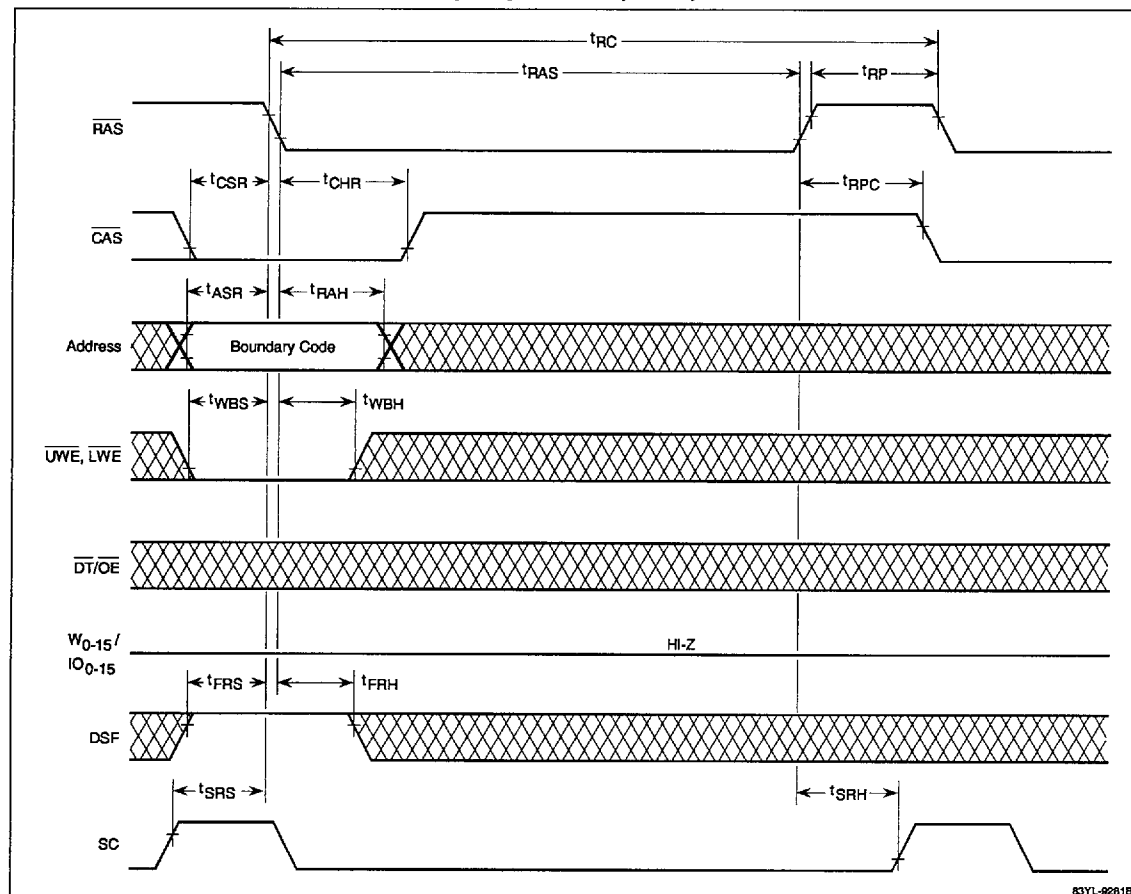 tRC
tRAS
tRP
RAS
tCSR
tCHR
tRPC
CAS
tASR
tRAH
Address
Boundary Code
tWBS
tWBH
UWE, LWE
DT/OE
W0-15 /
IO0-15
HI-Z
tFRS
tFRH
DSF
tSRS
tSRH
SC
83YL-9281B